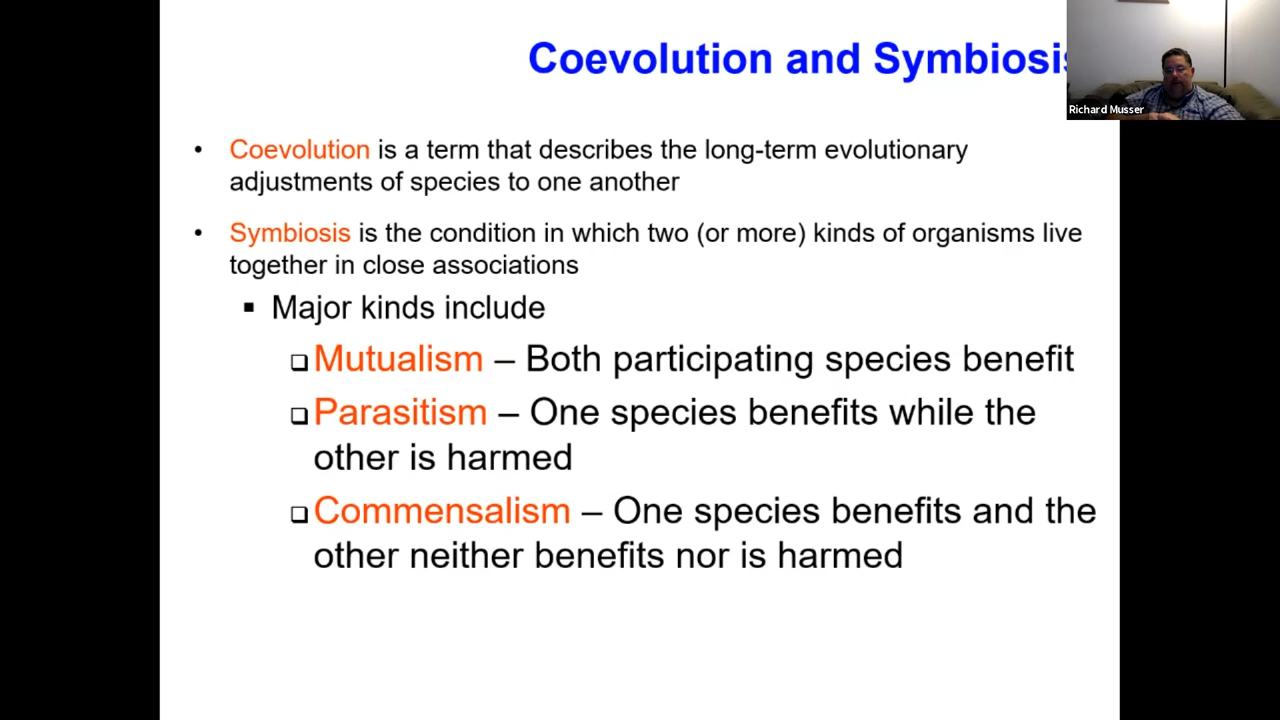 Coevolution and Symbiosis
Richard Musser
• Coevolution is a term that describes the long-term evolutionary
adjustments of species to one another
• Symbiosis is the condition in which two (or more) kinds of organisms live
together in close associations
▪ Major kinds include
❑ Mutualism – Both participating species benefit
❑ Parasitism – One species benefits while the
other is harmed
❑ Commensalism – One species benefits and the
other neither benefits nor is harmed